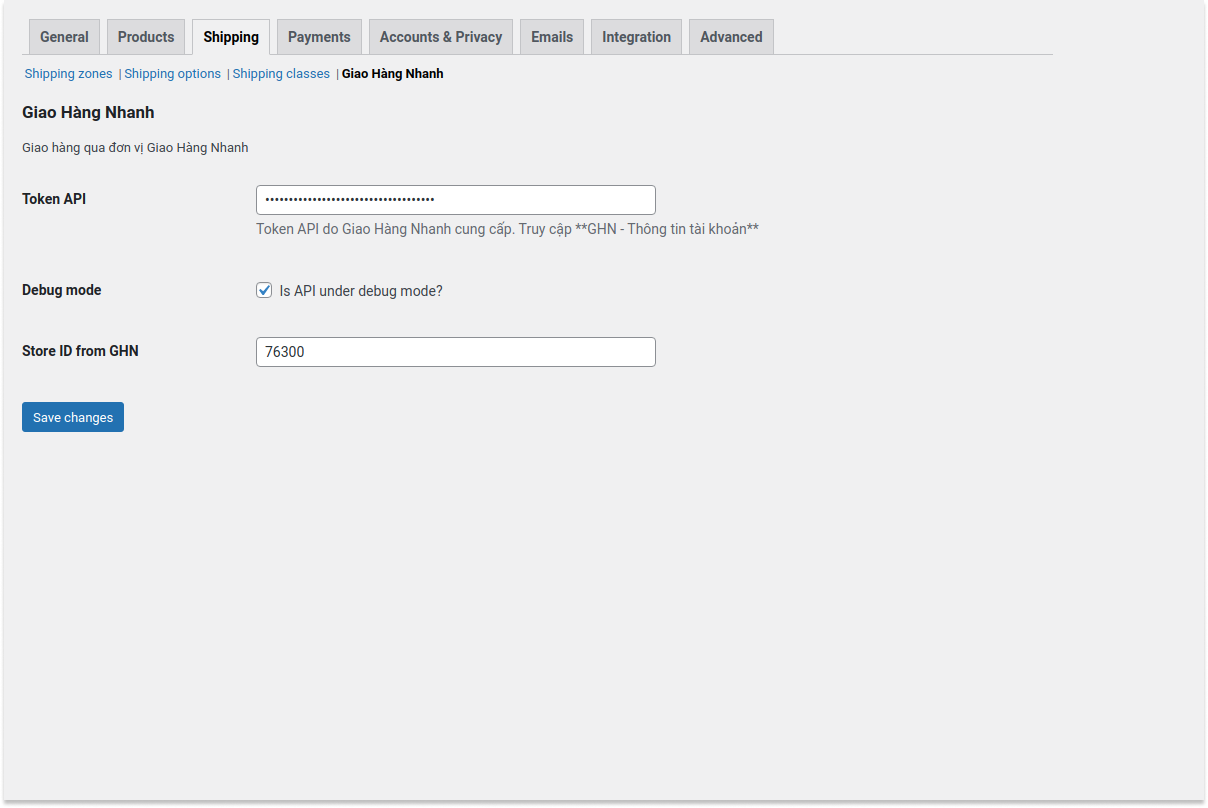 General Products Shipping Payments Accounts & Privacy Emails Integration Advanced
Shipping zones | Shipping options | Shipping classes | Giao Hàng Nhanh
Giao Hàng Nhanh
Giao hàng qua đơn vị Giao Hàng Nhanh
Token API ••••••••••••••••••••••••••••••••••••
Token API do Giao Hàng Nhanh cung cấp. Truy cập **GHN - Thông tin tài khoản**
Debug mode Is API under debug mode?
Store ID from GHN 76300
Save changes